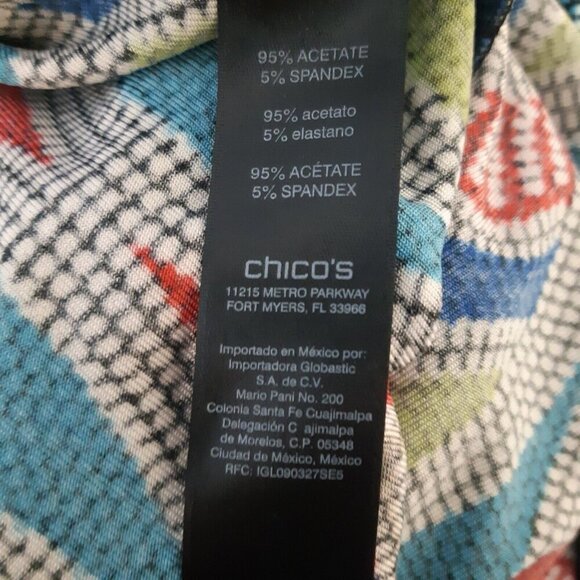 95% ACETATE
5% SPANDEX
95% acetato
5% elastano
95% ACÉTATE
5% SPANDEX
chico's
11215 METRO PARKWAY
FORT MYERS, FL 33966
Importado en México por:
Importadora Globastic
S.A. de C.V.
Mario Pani No. 200
Colonia Santa Fe Cuajimalpa
Delegación C ajimalpa
de Morelos, C.P. 05348
Ciudad de México, México
RFC: IGL090327SE5